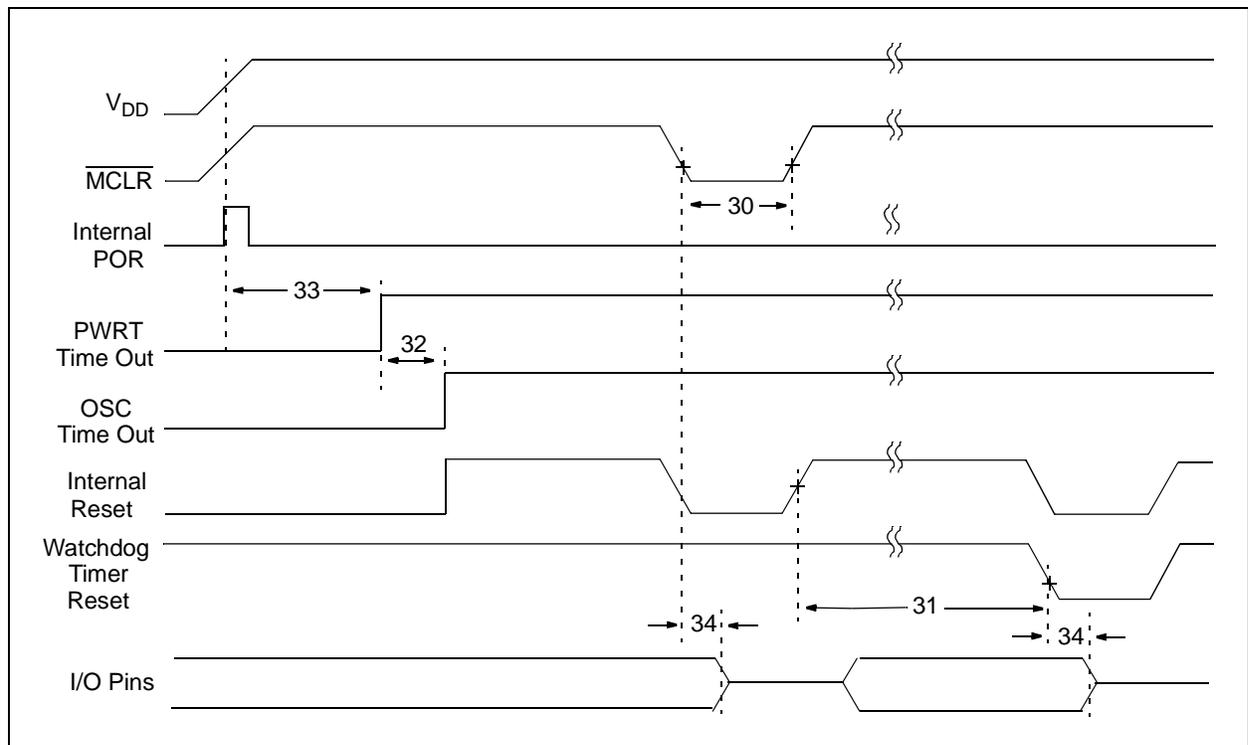 VDD
MCLR
30
Internal
POR
33
PWRT
Time Out
32
OSC
Time Out
Internal
Reset
Watchdog
Timer
Reset
31
34
34
I/O Pins